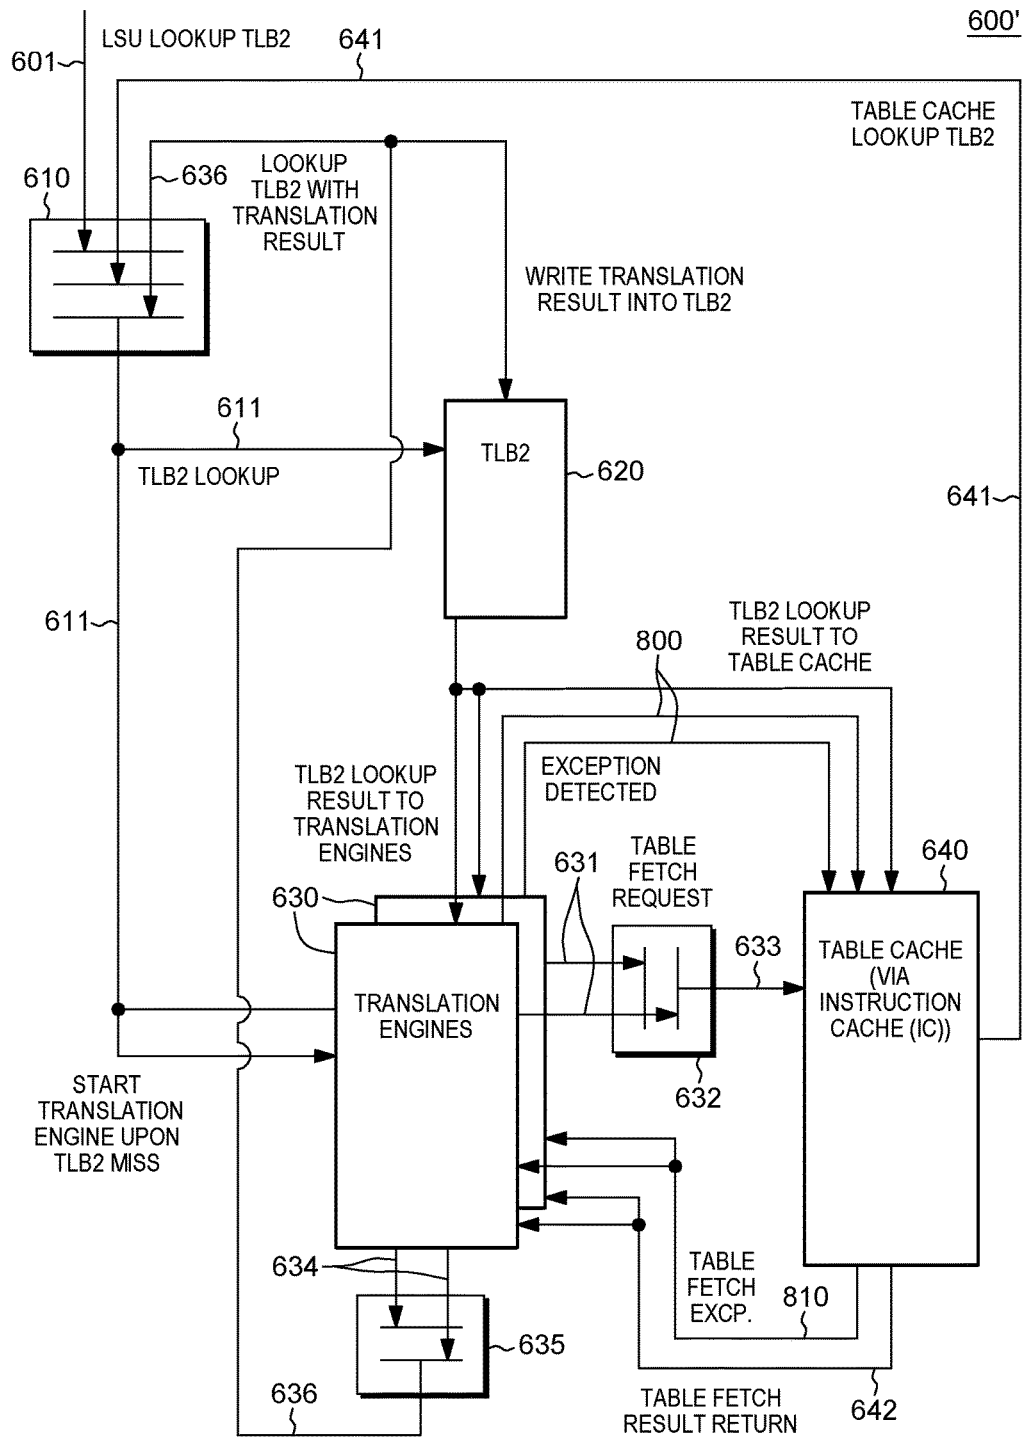 600'
LSU LOOKUP TLB2
641
601
TABLE CACHE
LOOKUP TLB2
LOOKUP
TLB2 WITH
TRANSLATION
RESULT
636
610
WRITE TRANSLATION
RESULT INTO TLB2
611
TLB2 LOOKUP
TLB2
620
641
611
TLB2 LOOKUP
RESULT TO
TABLE CACHE
800
TLB2 LOOKUP
RESULT TO
TRANSLATION
ENGINES
EXCEPTION
DETECTED
TABLE
FETCH
REQUEST
631
640
630
633
TABLE CACHE
(VIA
INSTRUCTION
CACHE (IC))
TRANSLATION
ENGINES
632
START
TRANSLATION
ENGINE UPON
TLB2 MISS
634
TABLE
FETCH
EXCP.
810
635
636
TABLE FETCH
RESULT RETURN
642